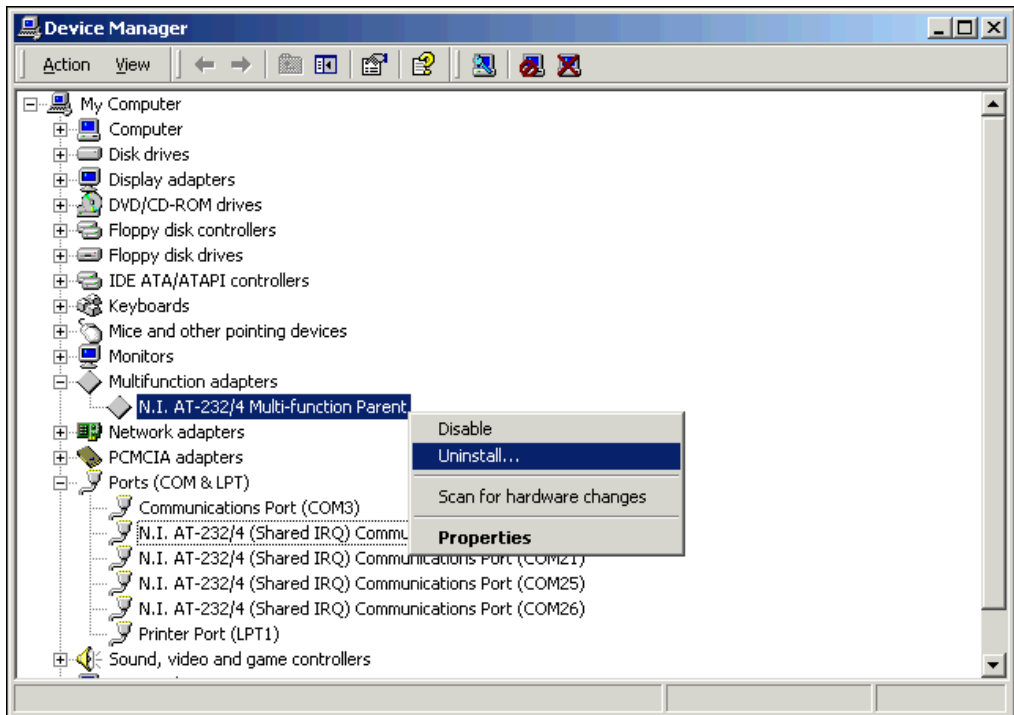 Device Manager
Action View
My Computer
Computer
Disk drives
Display adapters
DVD/CD-ROM drives
Floppy disk controllers
Floppy disk drives
IDE ATA/ATAPI controllers
Keyboards
Mice and other pointing devices
Monitors
Multifunction adapters
N.I. AT-232/4 Multi-function Parent
Network adapters
PCMCIA adapters
Ports (COM & LPT)
Communications Port (COM3)
N.I. AT-232/4 (Shared IRQ)
N.I. AT-232/4 (Shared IRQ) Communications Port (COM21)
N.I. AT-232/4 (Shared IRQ) Communications Port (COM25)
N.I. AT-232/4 (Shared IRQ) Communications Port (COM26)
Printer Port (LPT1)
Sound, video and game controllers
Disable
Uninstall...
Scan for hardware changes
Properties